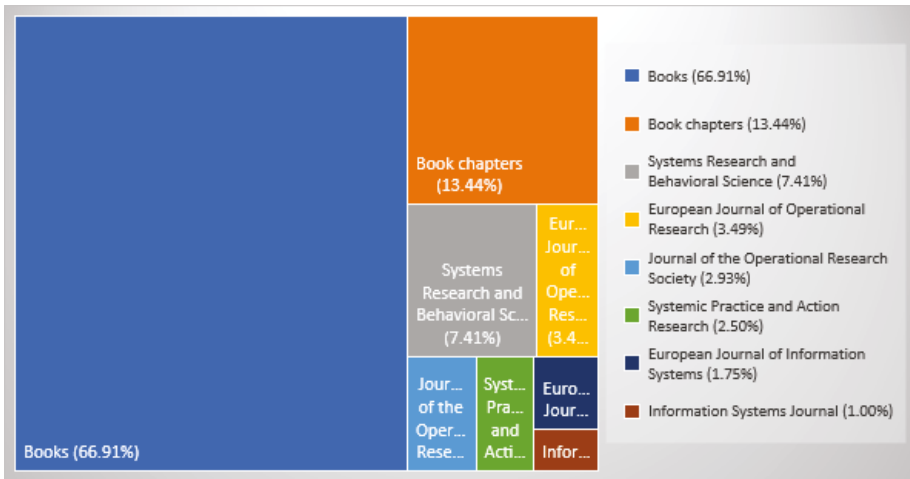 Books (66.91%)
Book chapters
(13.44%)
Systems
Research and
Behavioral Sc...
(7.41%)
Eur...
Jour...
of
Ope...
Res...
(3.4...
Jour...
of the
Oper...
Rese...
Syst...
Pra...
and
Acti...
Euro...
Jour...
Infor...
Books (66.91%)
Book chapters (13.44%)
Systems Research and
Behavioral Science (7.41%)
European Journal of Operational
Research (3.49%)
Journal of the Operational Research
Society (2.93%)
Systemic Practice and Action
Research (2.50%)
European Journal of Information
Systems (1.75%)
Information Systems Journal (1.00%)